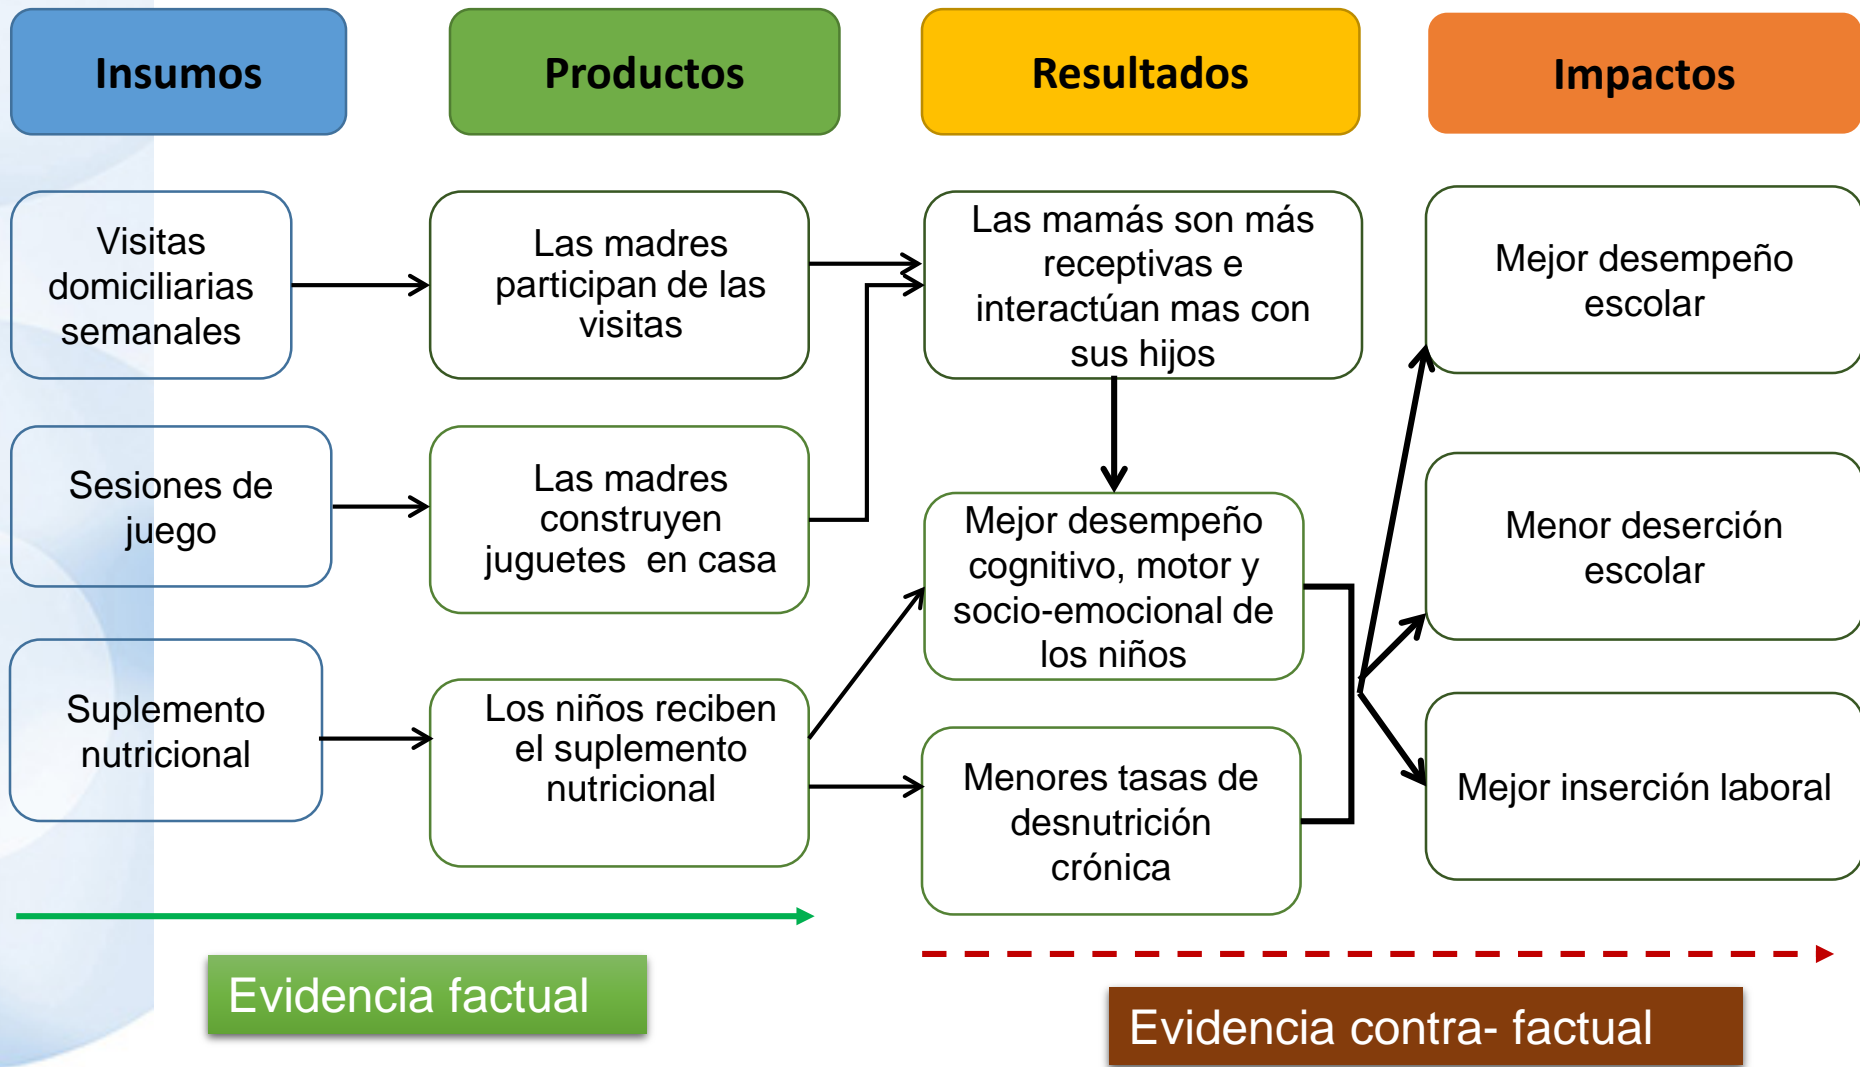 Insumos
Productos
Resultados
Impactos
Visitas
domiciliarias
semanales
Las madres
participan de las
visitas
Las mamás son más
receptivas e
interactúan mas con
sus hijos
Mejor desempeño
escolar
Sesiones de
juego
Las madres
construyen
juguetes en casa
Mejor desempeño
cognitivo, motor y
socio-emocional de
los niños
Menor deserción
escolar
Suplemento
nutricional
Los niños reciben
el suplemento
nutricional
Menores tasas de
desnutrición
crónica
Mejor inserción laboral
Evidencia factual
Evidencia contra- factual